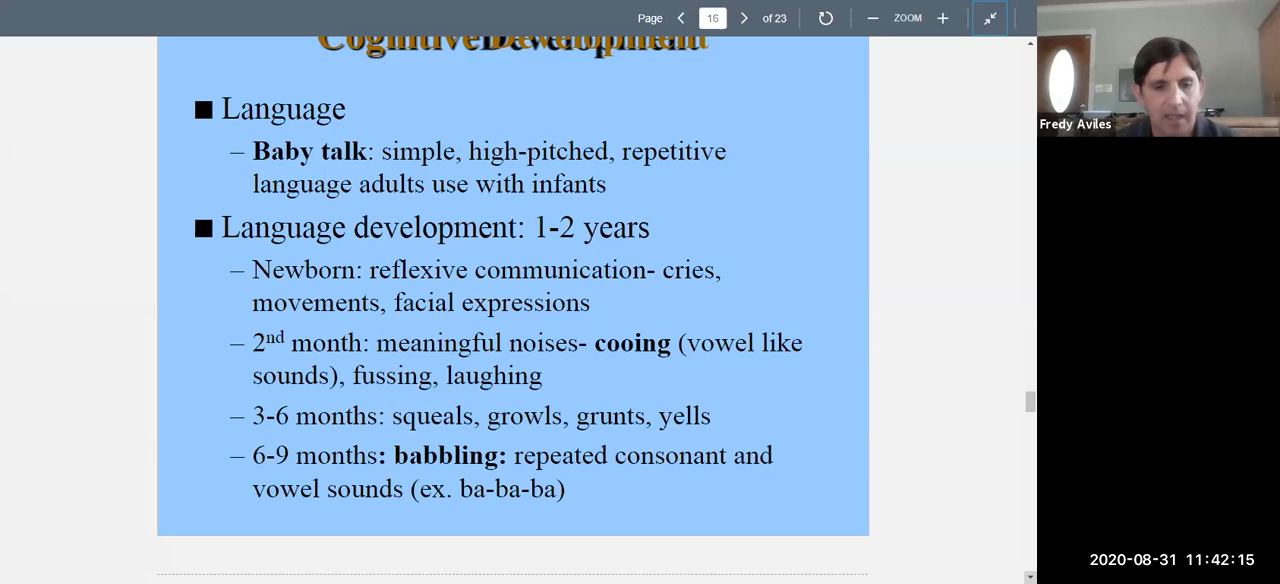 Page 16 of 23 ZOOM
Cognitive Development
Fredy Aviles
■ Language
– Baby talk: simple, high-pitched, repetitive
language adults use with infants
■ Language development: 1-2 years
– Newborn: reflexive communication- cries,
movements, facial expressions
– 2nd month: meaningful noises- cooing (vowel like
sounds), fussing, laughing
– 3-6 months: squeals, growls, grunts, yells
– 6-9 months: babbling: repeated consonant and
vowel sounds (ex. ba-ba-ba)
2020-08-31 11:42:15